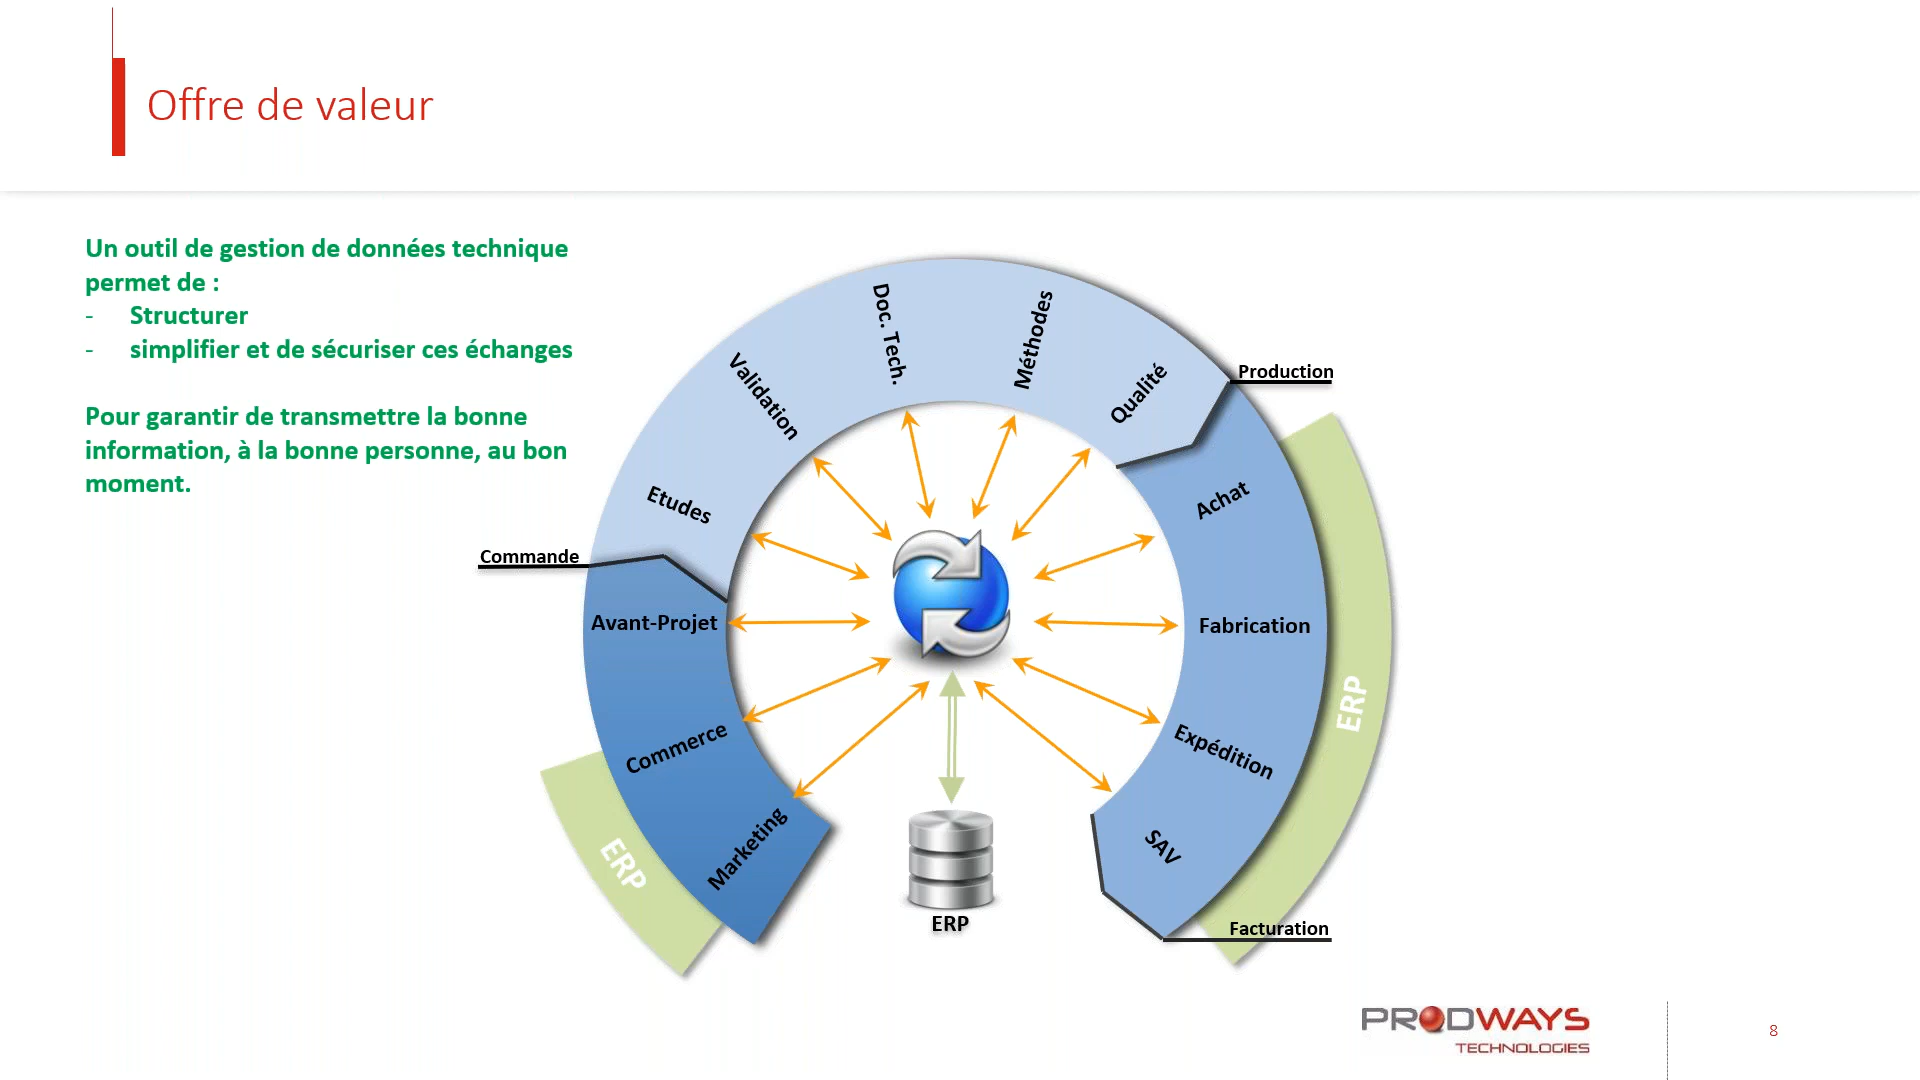 Offre de valeur
Un outil de gestion de données technique
permet de :
- Structurer
- simplifier et de sécuriser ces échanges
Pour garantir de transmettre la bonne
information, à la bonne personne, au bon
moment.
Doc. Tech.
Méthodes
Validation
Qualité
Production
Etudes
Achat
Commande
Avant-Projet
Fabrication
ERP
Commerce
Expédition
Marketing
SAV
ERP
ERP
Facturation
PRODWAYS
TECHNOLOGIES
8